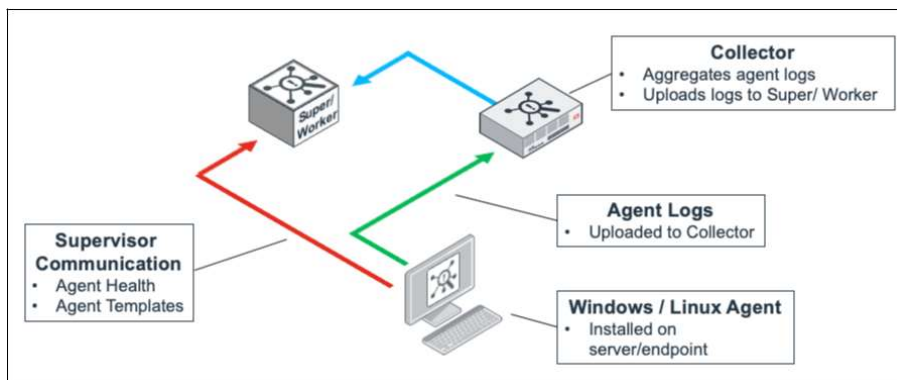 Collector
• Aggregates agent logs
• Uploads logs to Super/ Worker
Super/
Worker
Agent Logs
• Uploaded to Collector
Supervisor
Communication
• Agent Health
• Agent Templates
Windows / Linux Agent
• Installed on
server/endpoint